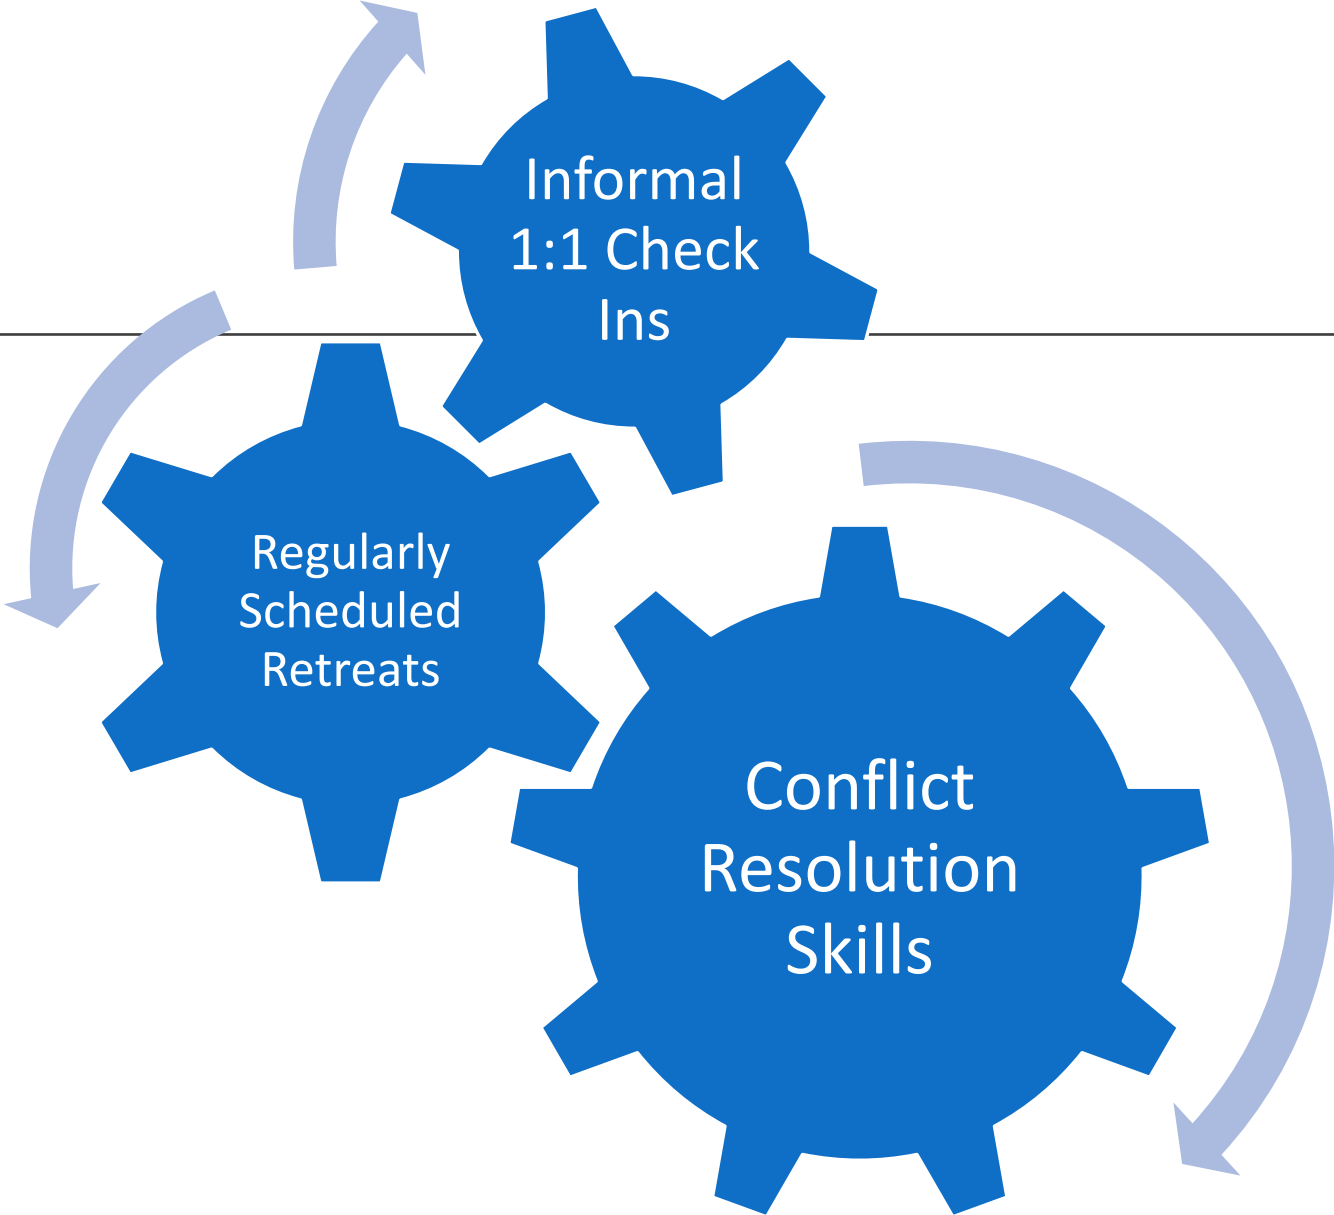 Informal
1:1 Check
Ins
Regularly
Scheduled
Retreats
Conflict
Resolution
Skills